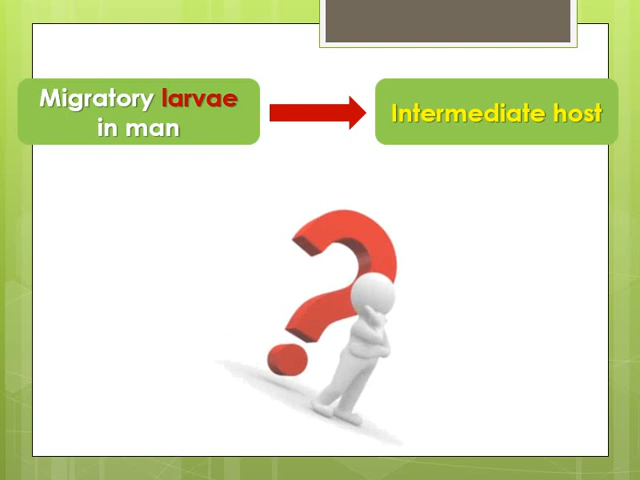 Migratory larvae
in man
Intermediate host